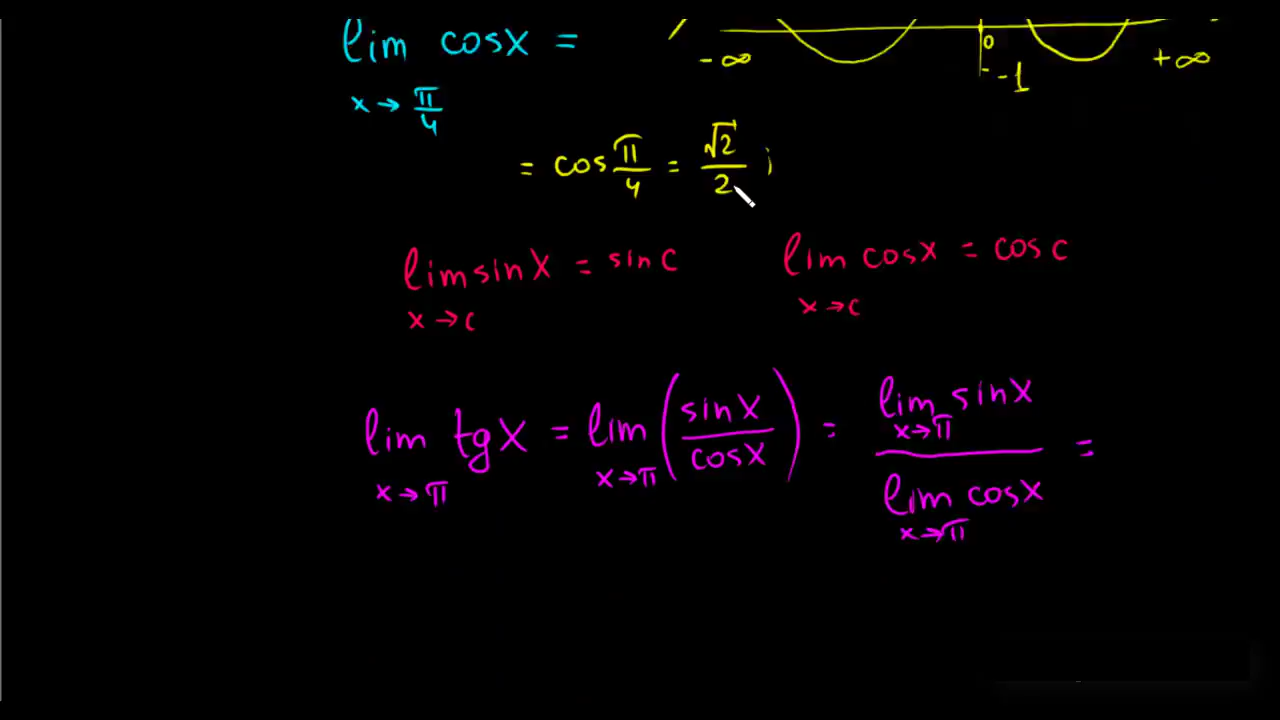 lim cosx =
x → π/4
0
- ∞
+ ∞
-1
= cos π/4 = √2/2 ;
lim sinx = sin c
x → c
lim cosx = cos c
x → c
lim tgx = lim (sinx/cosx) = lim sinx / lim cosx =
x → π x → π x → π x → π